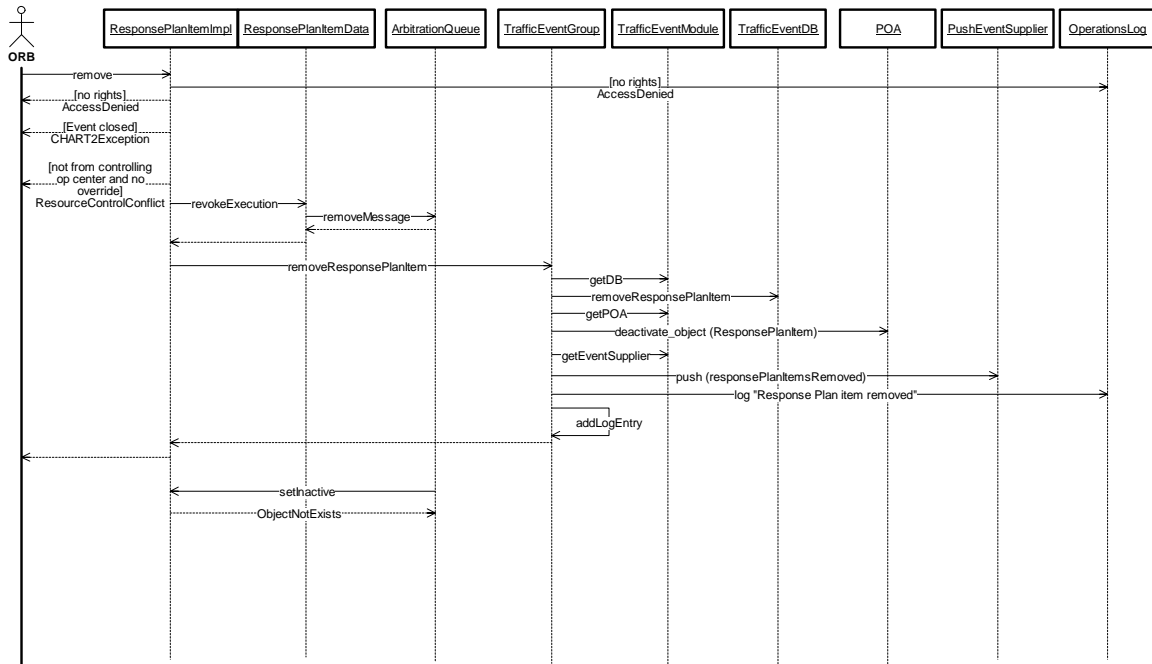 ResponsePlanItemImpl
ResponsePlanItemData
ArbitrationQueue
TrafficEventGroup
TrafficEventModule
TrafficEventDB
POA
PushEventSupplier
OperationsLog
ORB
remove
[no rights]
AccessDenied
[no rights]
AccessDenied
[Event closed]
CHART2Exception
[not from controlling
op center and no
override]
ResourceControlConflict
revokeExecution
removeMessage
removeResponsePlanItem
getDB
removeResponsePlanItem
getPOA
deactivate_object (ResponsePlanItem)
getEventSupplier
push (responsePlanItemsRemoved)
log "Response Plan item removed"
addLogEntry
setInactive
ObjectNotExists